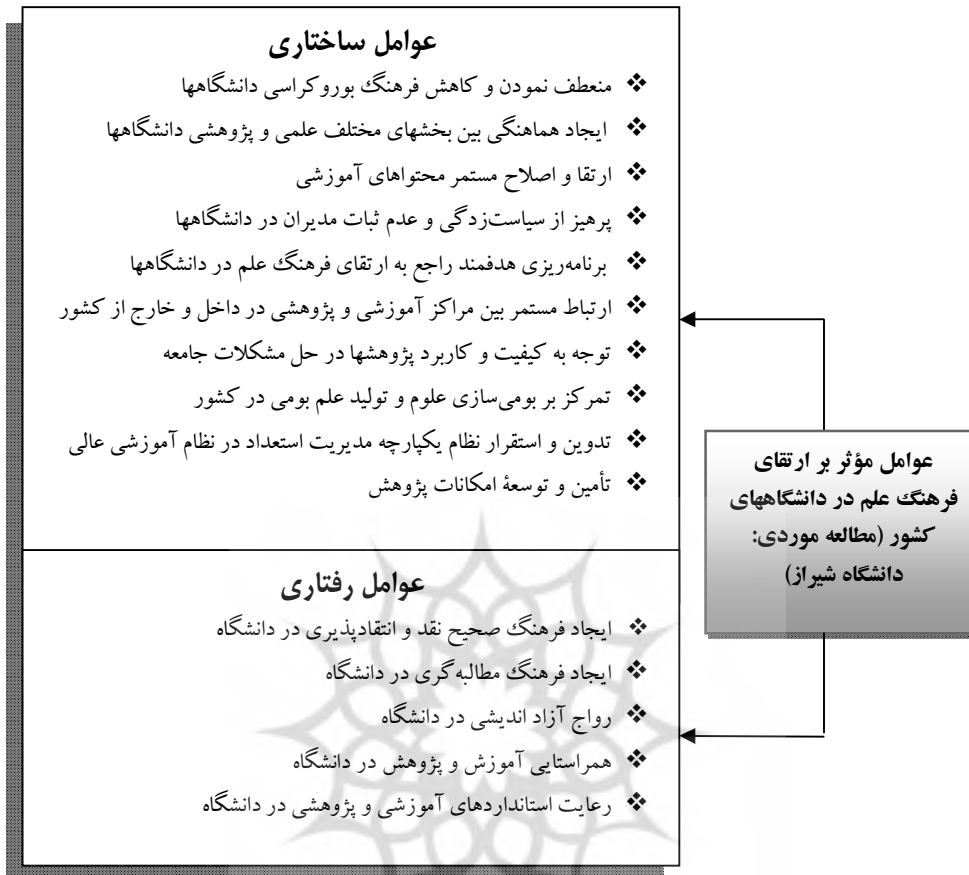 عوامل ساختاری
❖ منعطف نمودن و کاهش فرهنگ بوروکراسی دانشگاهها
❖ ایجاد هماهنگی بین بخشهای مختلف علمی و پژوهشی دانشگاهها
❖ ارتقا و اصلاح مستمر محتواهای آموزشی
❖ پرهیز از سیاست‌زدگی و عدم ثبات مدیران در دانشگاهها
❖ برنامه‌ریزی هدفمند راجع به ارتقای فرهنگ علم در دانشگاهها
❖ ارتباط مستمر بین مراکز آموزشی و پژوهشی در داخل و خارج از کشور
❖ توجه به کیفیت و کاربرد پژوهشها در حل مشکلات جامعه
❖ تمرکز بر بومی‌سازی علوم و تولید علم بومی در کشور
❖ تدوین و استقرار نظام یکپارچه مدیریت استعداد در نظام آموزشی عالی
❖ تأمین و توسعهٔ امکانات پژوهش
عوامل رفتاری
❖ ایجاد فرهنگ صحیح نقد و انتقادپذیری در دانشگاه
❖ ایجاد فرهنگ مطالبه‌گری در دانشگاه
❖ رواج آزاد اندیشی در دانشگاه
❖ همراستایی آموزش و پژوهش در دانشگاه
❖ رعایت استانداردهای آموزشی و پژوهشی در دانشگاه
عوامل مؤثر بر ارتقای
فرهنگ علم در دانشگاههای
کشور (مطالعه موردی:
دانشگاه شیراز)